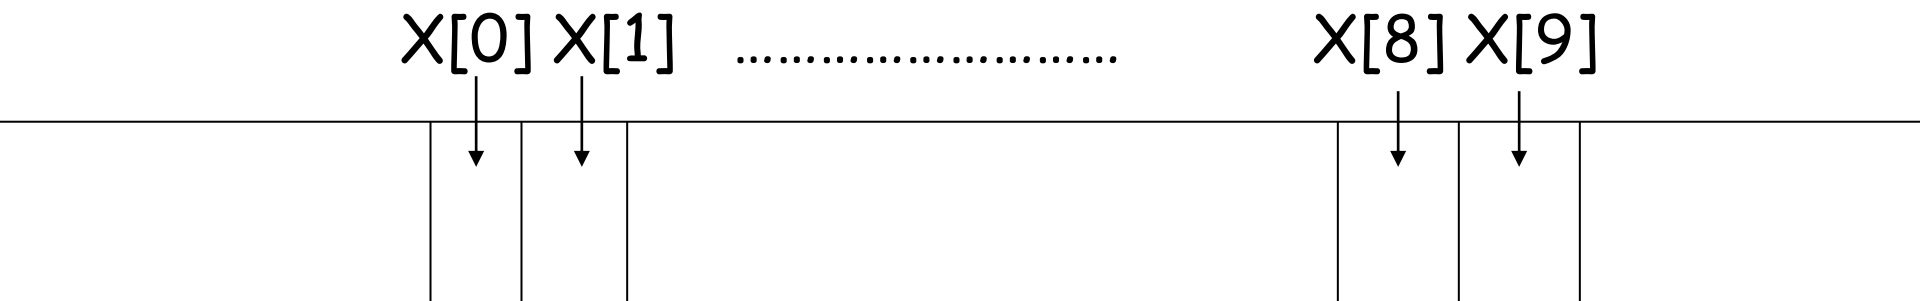 X[0] X[1] ……………………… X[8] X[9]